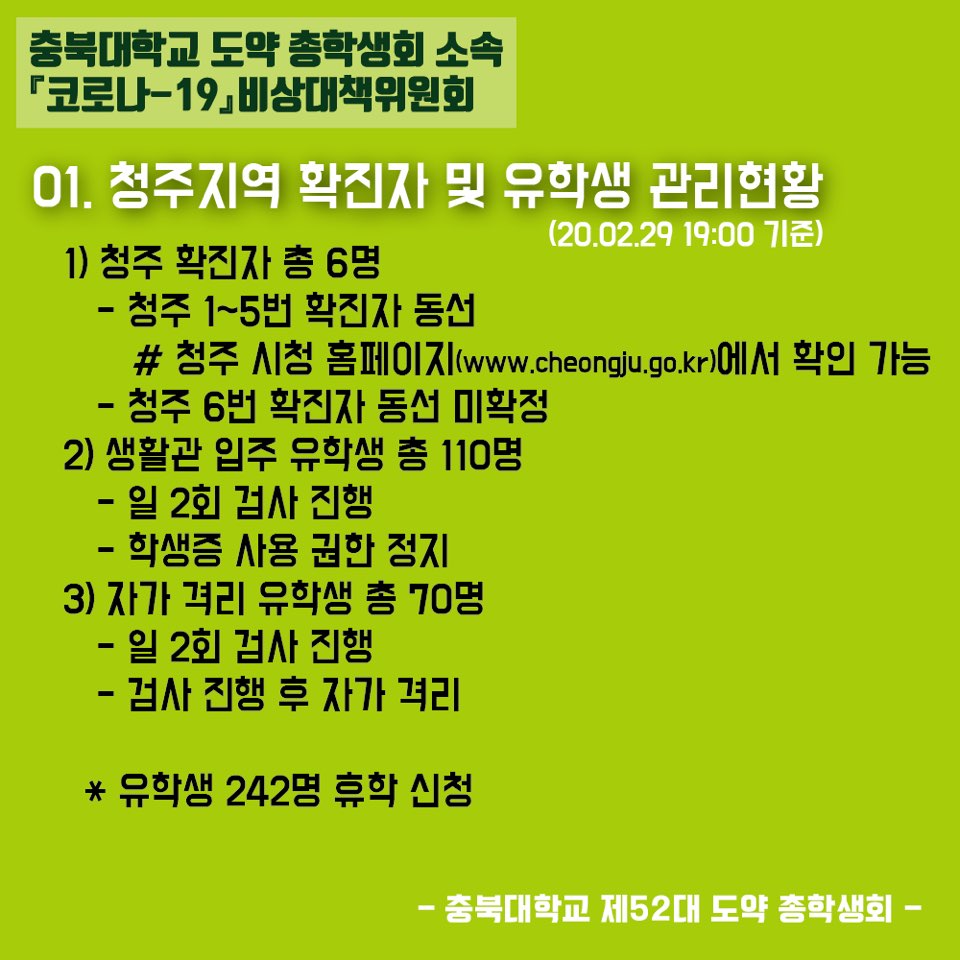 충북대학교 도약 총학생회 소속
『코로나-19』비상대책위원회
01. 청주지역 확진자 및 유학생 관리현황
(20.02.29 19:00 기준)
1) 청주 확진자 총 6명
- 청주 1~5번 확진자 동선
# 청주 시청 홈페이지(www.cheongju.go.kr)에서 확인 가능
- 청주 6번 확진자 동선 미확정
2) 생활관 입주 유학생 총 110명
- 일 2회 검사 진행
- 학생증 사용 권한 정지
3) 자가 격리 유학생 총 70명
- 일 2회 검사 진행
- 검사 진행 후 자가 격리
* 유학생 242명 휴학 신청
- 충북대학교 제52대 도약 총학생회 -